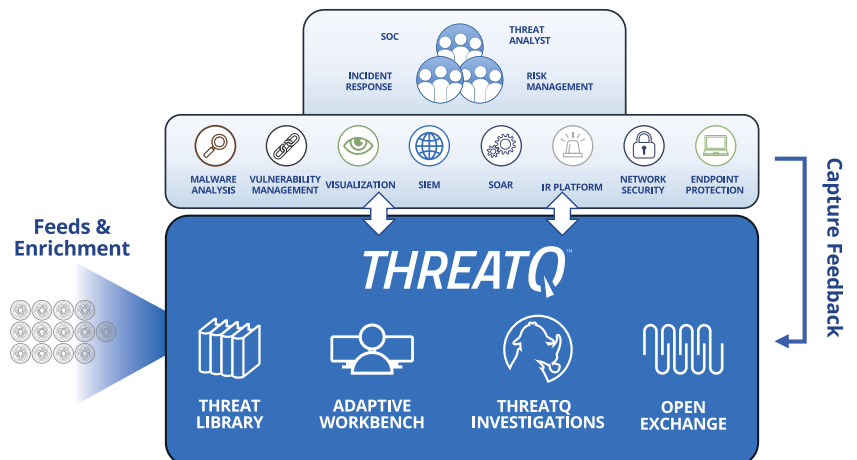 SOC
THREAT
ANALYST
INCIDENT
RESPONSE
RISK
MANAGEMENT
MALWARE
ANALYSIS
VULNERABILITY
MANAGEMENT
VISUALIZATION
SIEM
SOAR
IR PLATFORM
NETWORK
SECURITY
ENDPOINT
PROTECTION
Capture Feedback
Feeds &
Enrichment
THREATQ™
THREAT
LIBRARY
ADAPTIVE
WORKBENCH
THREATQ
INVESTIGATIONS
OPEN
EXCHANGE